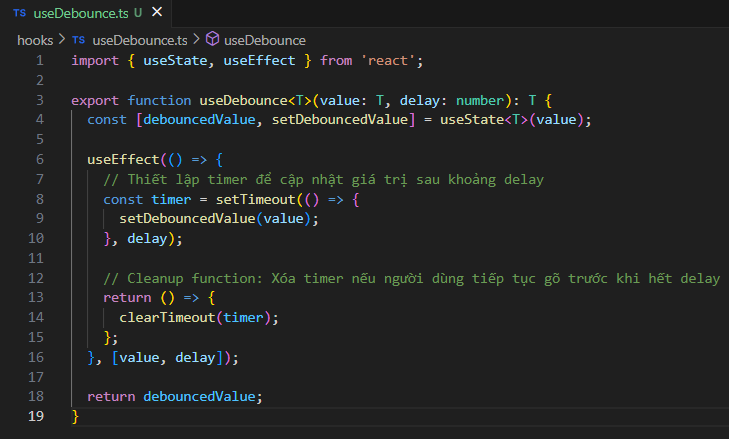 TS useDebounce.ts U ×
hooks > TS useDebounce.ts > useDebounce
1 import { useState, useEffect } from 'react';
2
3 export function useDebounce<T>(value: T, delay: number): T {
4   const [debouncedValue, setDebouncedValue] = useState<T>(value);
5
6   useEffect(() => {
7     // Thiết lập timer để cập nhật giá trị sau khoảng delay
8     const timer = setTimeout(() => {
9       setDebouncedValue(value);
10     }, delay);
11
12     // Cleanup function: Xóa timer nếu người dùng tiếp tục gõ trước khi hết delay
13     return () => {
14       clearTimeout(timer);
15     };
16   }, [value, delay]);
17
18   return debouncedValue;
19 }